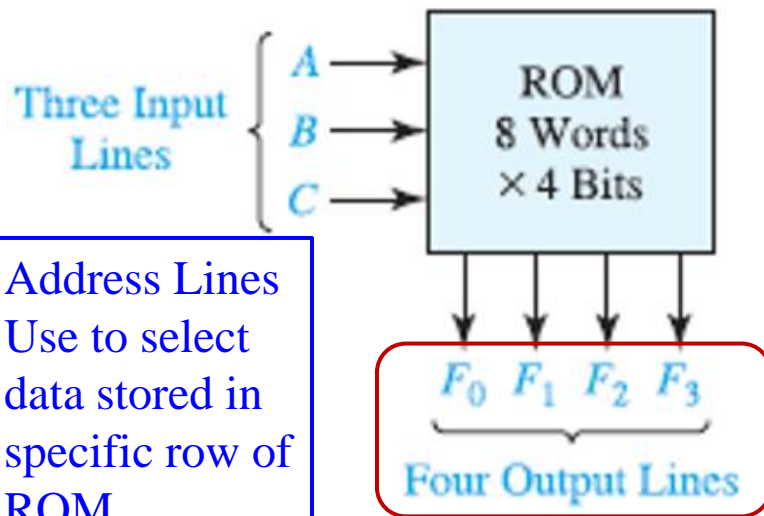 Three Input
Lines
A
B
C
ROM
8 Words
× 4 Bits
Address Lines
Use to select
data stored in
specific row of
ROM
F₀ F₁ F₂ F₃
Four Output Lines